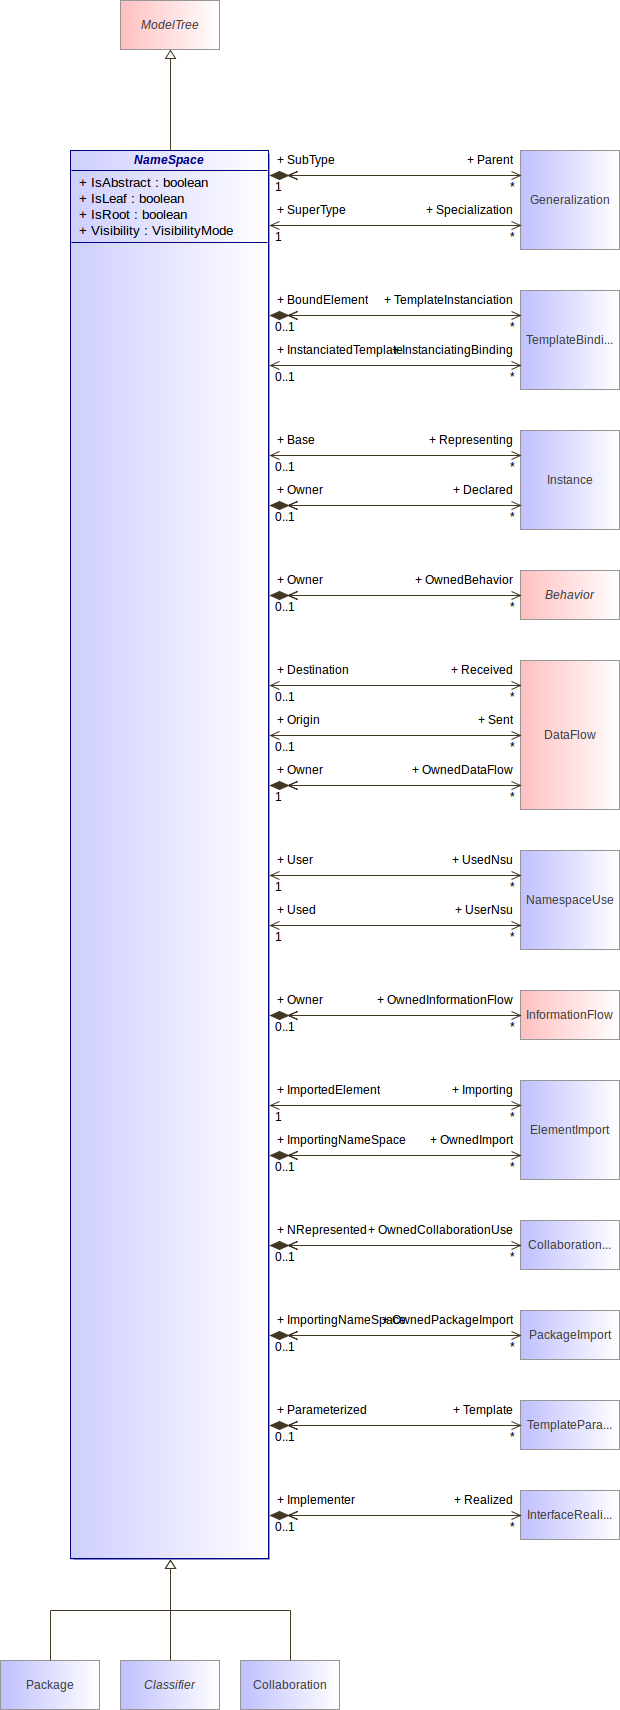 ModelTree
NameSpace
+ IsAbstract : boolean
+ IsLeaf : boolean
+ IsRoot : boolean
+ Visibility : VisibilityMode
+ SubType + Parent
1 *
Generalization
+ SuperType + Specialization
1 *
+ BoundElement + TemplateInstanciation
0..1 *
TemplateBindi...
+ InstanciatedTemplate + InstanciatingBinding
0..1 *
+ Base + Representing
0..1 *
Instance
+ Owner + Declared
0..1 *
+ Owner + OwnedBehavior
Behavior
0..1 *
+ Destination + Received
0..1 *
+ Origin + Sent
DataFlow
0..1 *
+ Owner + OwnedDataFlow
1 *
+ User + UsedNsu
1 *
NamespaceUse
+ Used + UserNsu
1 *
+ Owner + OwnedInformationFlow
InformationFlow
0..1 *
+ ImportedElement + Importing
1 *
ElementImport
+ ImportingNameSpace + OwnedImport
0..1 *
+ NRepresented + OwnedCollaborationUse
Collaboration...
0..1 *
+ ImportingNameSpace + OwnedPackageImport
PackageImport
0..1 *
+ Parameterized + Template
TemplatePara...
0..1 *
+ Implementer + Realized
InterfaceReali...
0..1 *
Package
Classifier
Collaboration